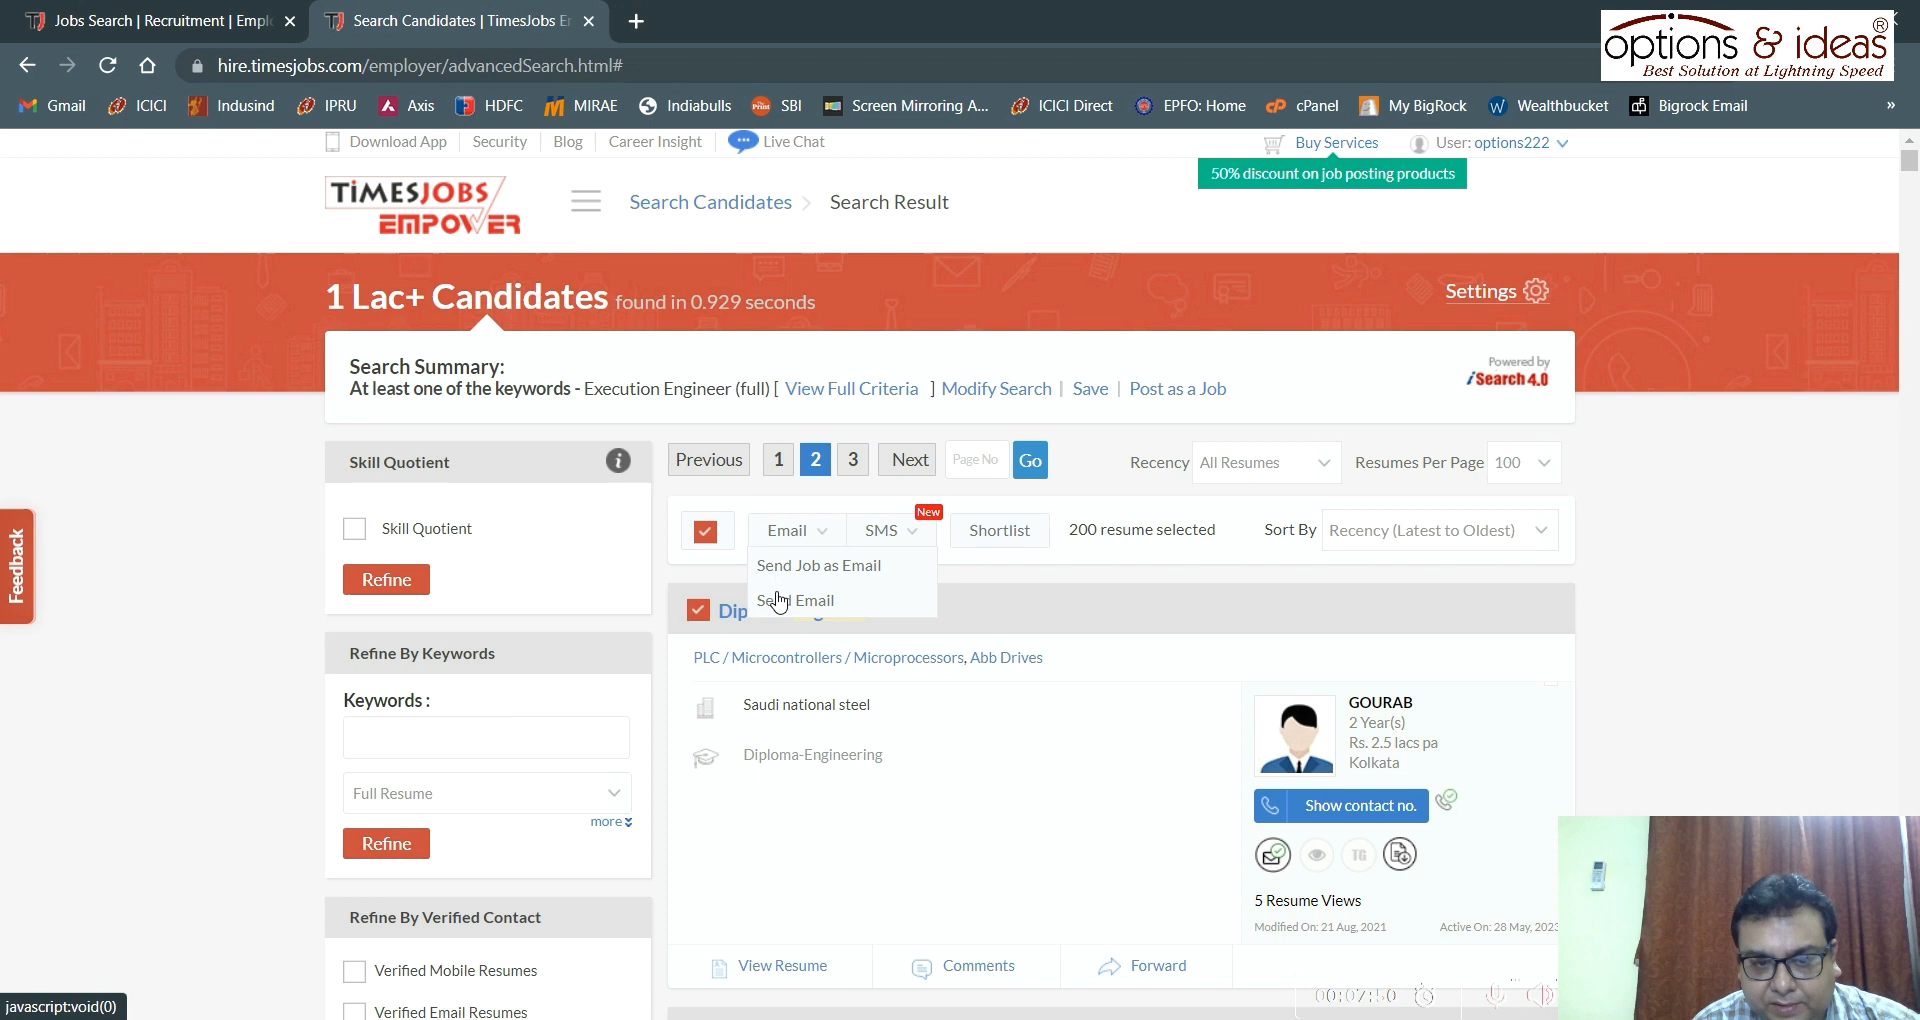 Jobs Search | Recruitment | Empl
Search Candidates | TimesJobs E
options & ideas ®
Best Solution at Lightning Speed
hire.timesjobs.com/employer/advancedSearch.html#
Gmail ICICI Indusind IPRU Axis HDFC MIRAE Indiabulls SBI Screen Mirroring A... ICICI Direct EPFO: Home cPanel My BigRock Wealthbucket Bigrock Email »
Download App Security Blog Career Insight Live Chat Buy Services User: options222
50% discount on job posting products
TIMESJOBS
EMPOWER
Search Candidates Search Result
1 Lac+ Candidates found in 0.929 seconds
Settings
Search Summary:
At least one of the keywords - Execution Engineer (full) [ View Full Criteria ] Modify Search | Save | Post as a Job
Powered by
iSearch 4.0
Skill Quotient
Previous 1 2 3 Next Page No Go Recency All Resumes Resumes Per Page 100
Skill Quotient
Refine
New
Email SMS Shortlist 200 resume selected Sort By Recency (Latest to Oldest)
Send Job as Email
Send Email
Dip
PLC / Microcontrollers / Microprocessors, Abb Drives
Saudi national steel
Diploma-Engineering
GOURAB
2 Year(s)
Rs. 2.5 lacs pa
Kolkata
Show contact no.
TG
5 Resume Views
Modified On: 21 Aug, 2021 Active On: 28 May, 2023
View Resume Comments Forward
Feedback
Refine By Keywords
Keywords :
Full Resume
more
Refine
Refine By Verified Contact
Verified Mobile Resumes
Verified Email Resumes
javascript:void(0)
00:07:50